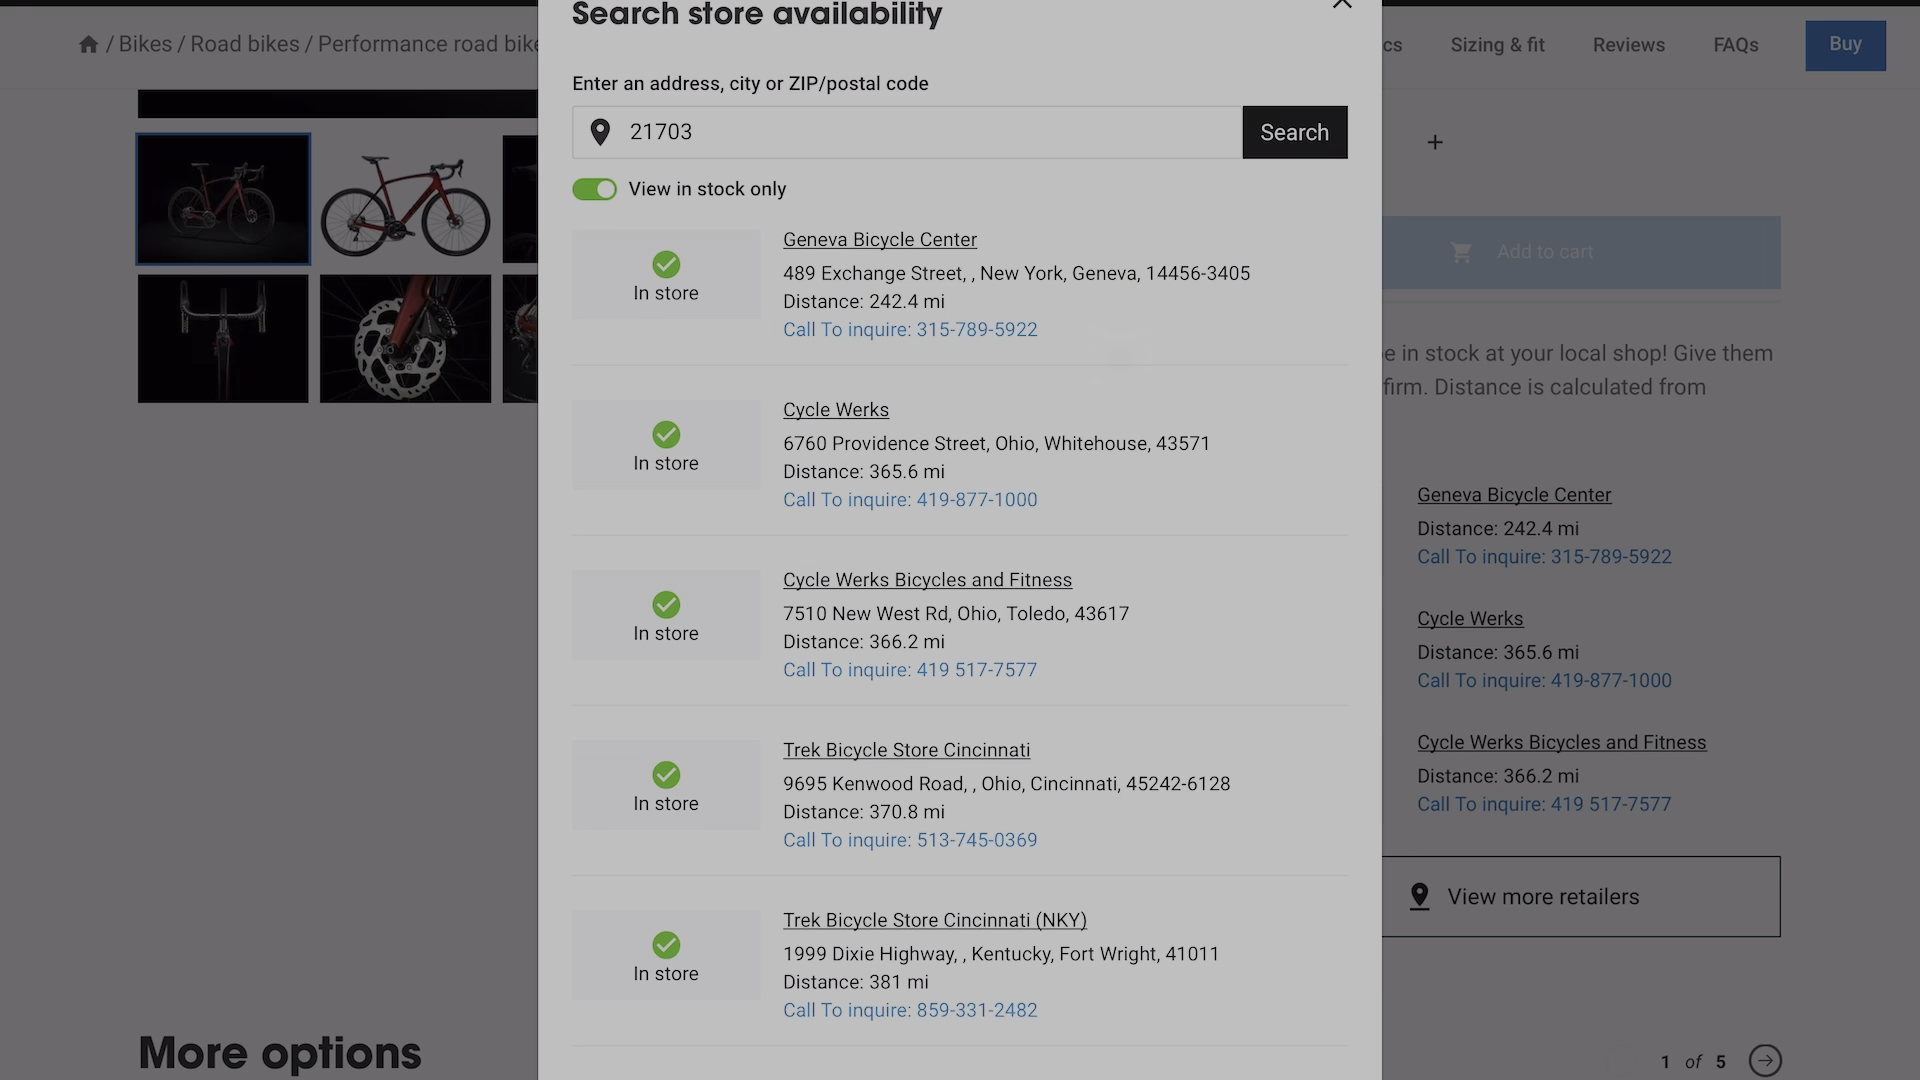 Search store availability
/ Bikes / Road bikes / Performance road bike
cs
Sizing & fit
Reviews
FAQs
Buy
Enter an address, city or ZIP/postal code
21703
Search
View in stock only
In store
Geneva Bicycle Center
489 Exchange Street, , New York, Geneva, 14456-3405
Distance: 242.4 mi
Call To inquire: 315-789-5922
In store
Cycle Werks
6760 Providence Street, Ohio, Whitehouse, 43571
Distance: 365.6 mi
Call To inquire: 419-877-1000
In store
Cycle Werks Bicycles and Fitness
7510 New West Rd, Ohio, Toledo, 43617
Distance: 366.2 mi
Call To inquire: 419 517-7577
In store
Trek Bicycle Store Cincinnati
9695 Kenwood Road, , Ohio, Cincinnati, 45242-6128
Distance: 370.8 mi
Call To inquire: 513-745-0369
In store
Trek Bicycle Store Cincinnati (NKY)
1999 Dixie Highway, , Kentucky, Fort Wright, 41011
Distance: 381 mi
Call To inquire: 859-331-2482
+
Add to cart
e in stock at your local shop! Give them
firm. Distance is calculated from
Geneva Bicycle Center
Distance: 242.4 mi
Call To inquire: 315-789-5922
Cycle Werks
Distance: 365.6 mi
Call To inquire: 419-877-1000
Cycle Werks Bicycles and Fitness
Distance: 366.2 mi
Call To inquire: 419 517-7577
View more retailers
More options
1 of 5